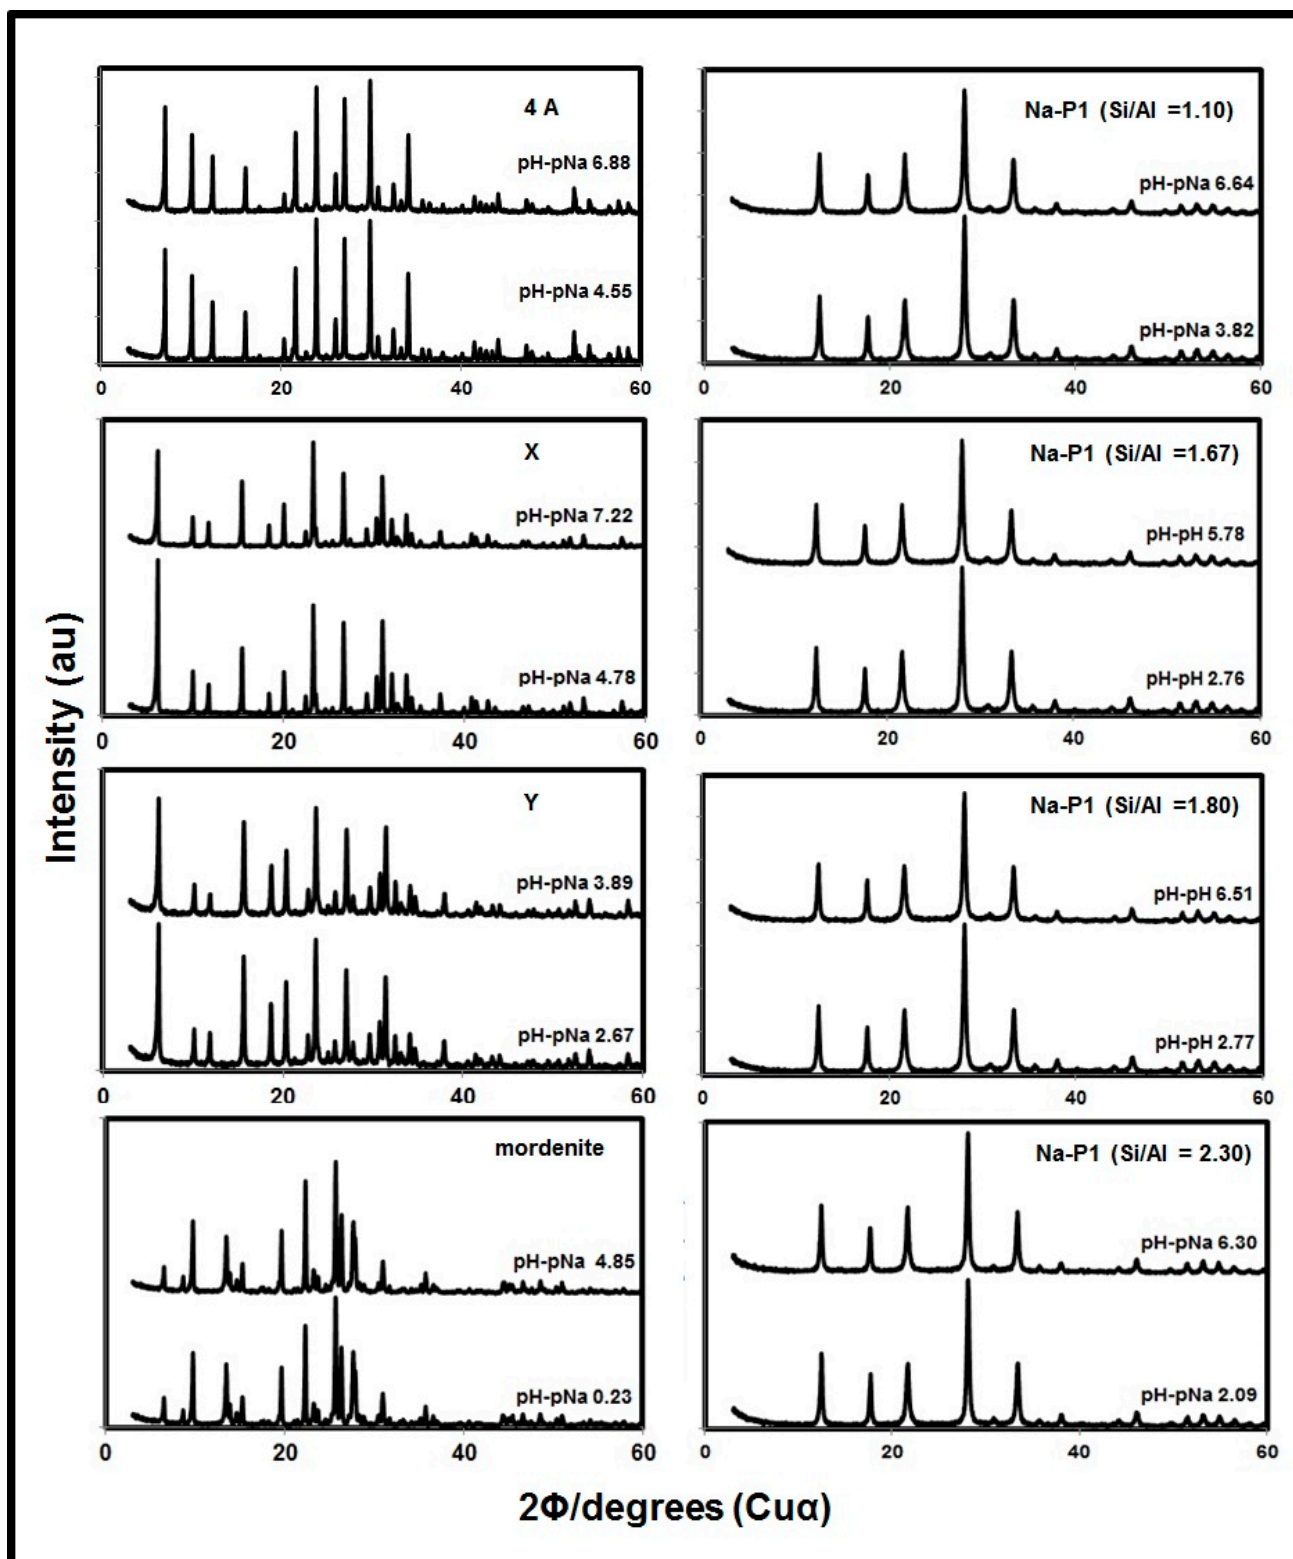 4 A
pH-pNa 6.88
pH-pNa 4.55
0 20 40 60
Na-P1 (Si/Al =1.10)
pH-pNa 6.64
pH-pNa 3.82
0 20 40 60
X
pH-pNa 7.22
pH-pNa 4.78
0 20 40 60
Na-P1 (Si/Al =1.67)
pH-pH 5.78
pH-pH 2.76
0 20 40 60
Intensity (au)
Y
pH-pNa 3.89
pH-pNa 2.67
0 20 40 60
Na-P1 (Si/Al =1.80)
pH-pH 6.51
pH-pH 2.77
0 20 40 60
mordenite
pH-pNa 4.85
pH-pNa 0.23
0 20 40 60
Na-P1 (Si/Al = 2.30)
pH-pNa 6.30
pH-pNa 2.09
0 20 40 60
2Φ/degrees (Cuα)